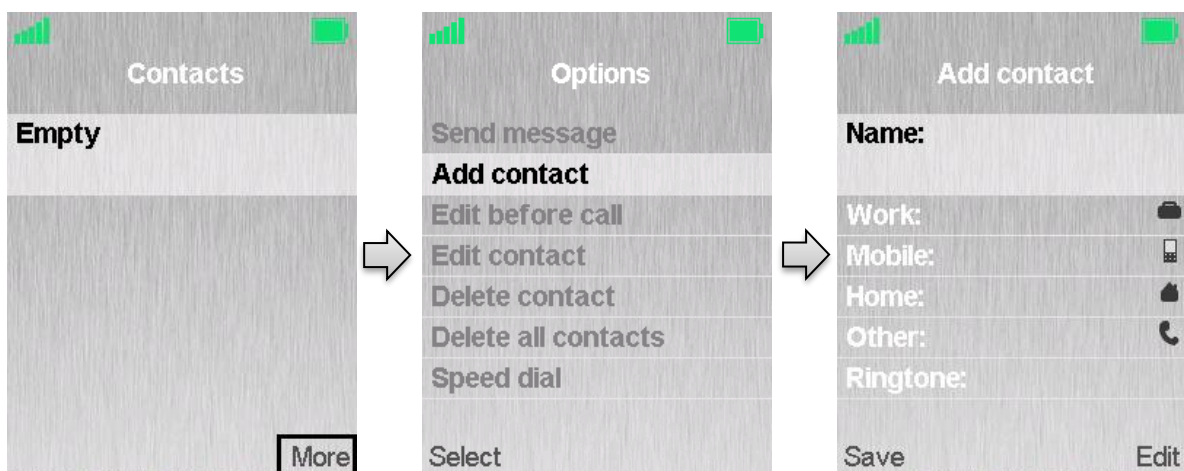 Contacts
Empty
More
Options
Send message
Add contact
Edit before call
Edit contact
Delete contact
Delete all contacts
Speed dial
Select
Add contact
Name:
Work:
Mobile:
Home:
Other:
Ringtone:
Save Edit